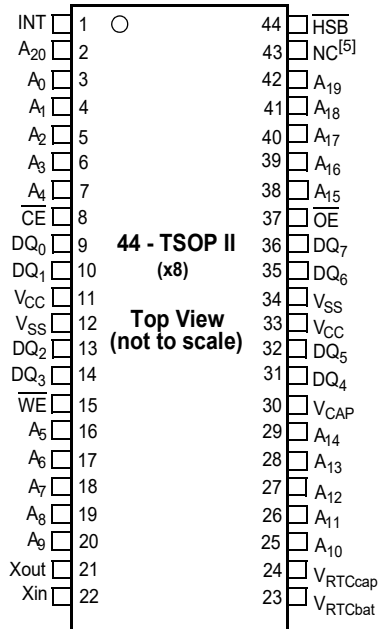 INT 1 44 H̅S̅B̅
A₂₀ 2 43 NC[5]
A₀ 3 42 A₁₉
A₁ 4 41 A₁₈
A₂ 5 40 A₁₇
A₃ 6 39 A₁₆
A₄ 7 38 A₁₅
C̅E̅ 8 37 O̅E̅
DQ₀ 9 44 - TSOP II 36 DQ₇
DQ₁ 10 (x8) 35 DQ₆
VCC 11 34 VSS
VSS 12 Top View 33 VCC
DQ₂ 13 (not to scale) 32 DQ₅
DQ₃ 14 31 DQ₄
W̅E̅ 15 30 VCAP
A₅ 16 29 A₁₄
A₆ 17 28 A₁₃
A₇ 18 27 A₁₂
A₈ 19 26 A₁₁
A₉ 20 25 A₁₀
Xout 21 24 VRTCcap
Xin 22 23 VRTCbat